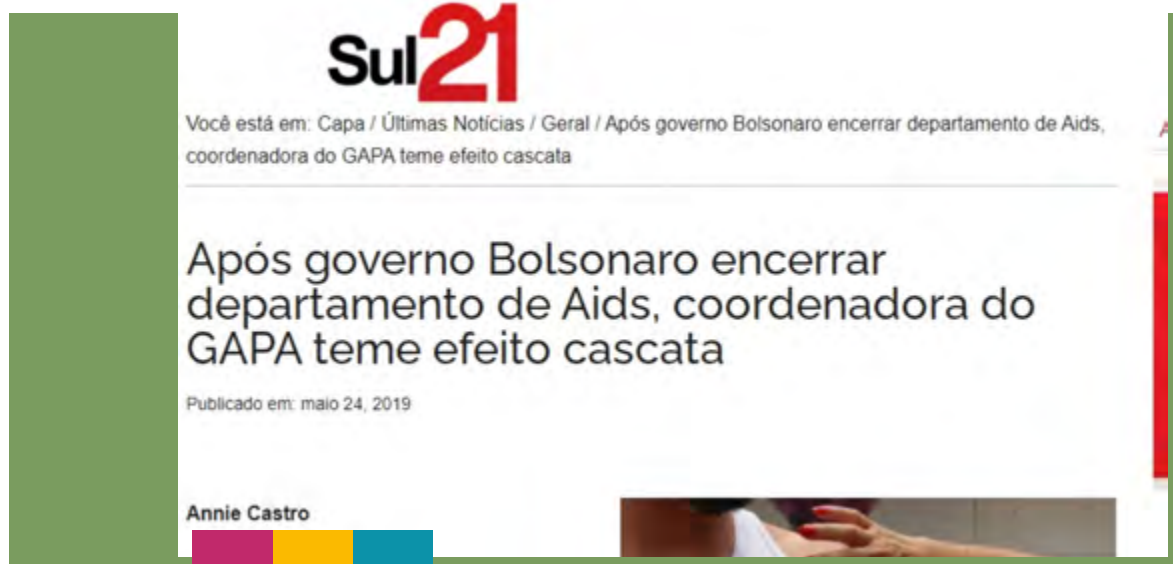 Sul21
Você está em: Capa / Últimas Notícias / Geral / Após governo Bolsonaro encerrar departamento de Aids,
coordenadora do GAPA teme efeito cascata
Após governo Bolsonaro encerrar
departamento de Aids, coordenadora do
GAPA teme efeito cascata
Publicado em: maio 24, 2019
Annie Castro